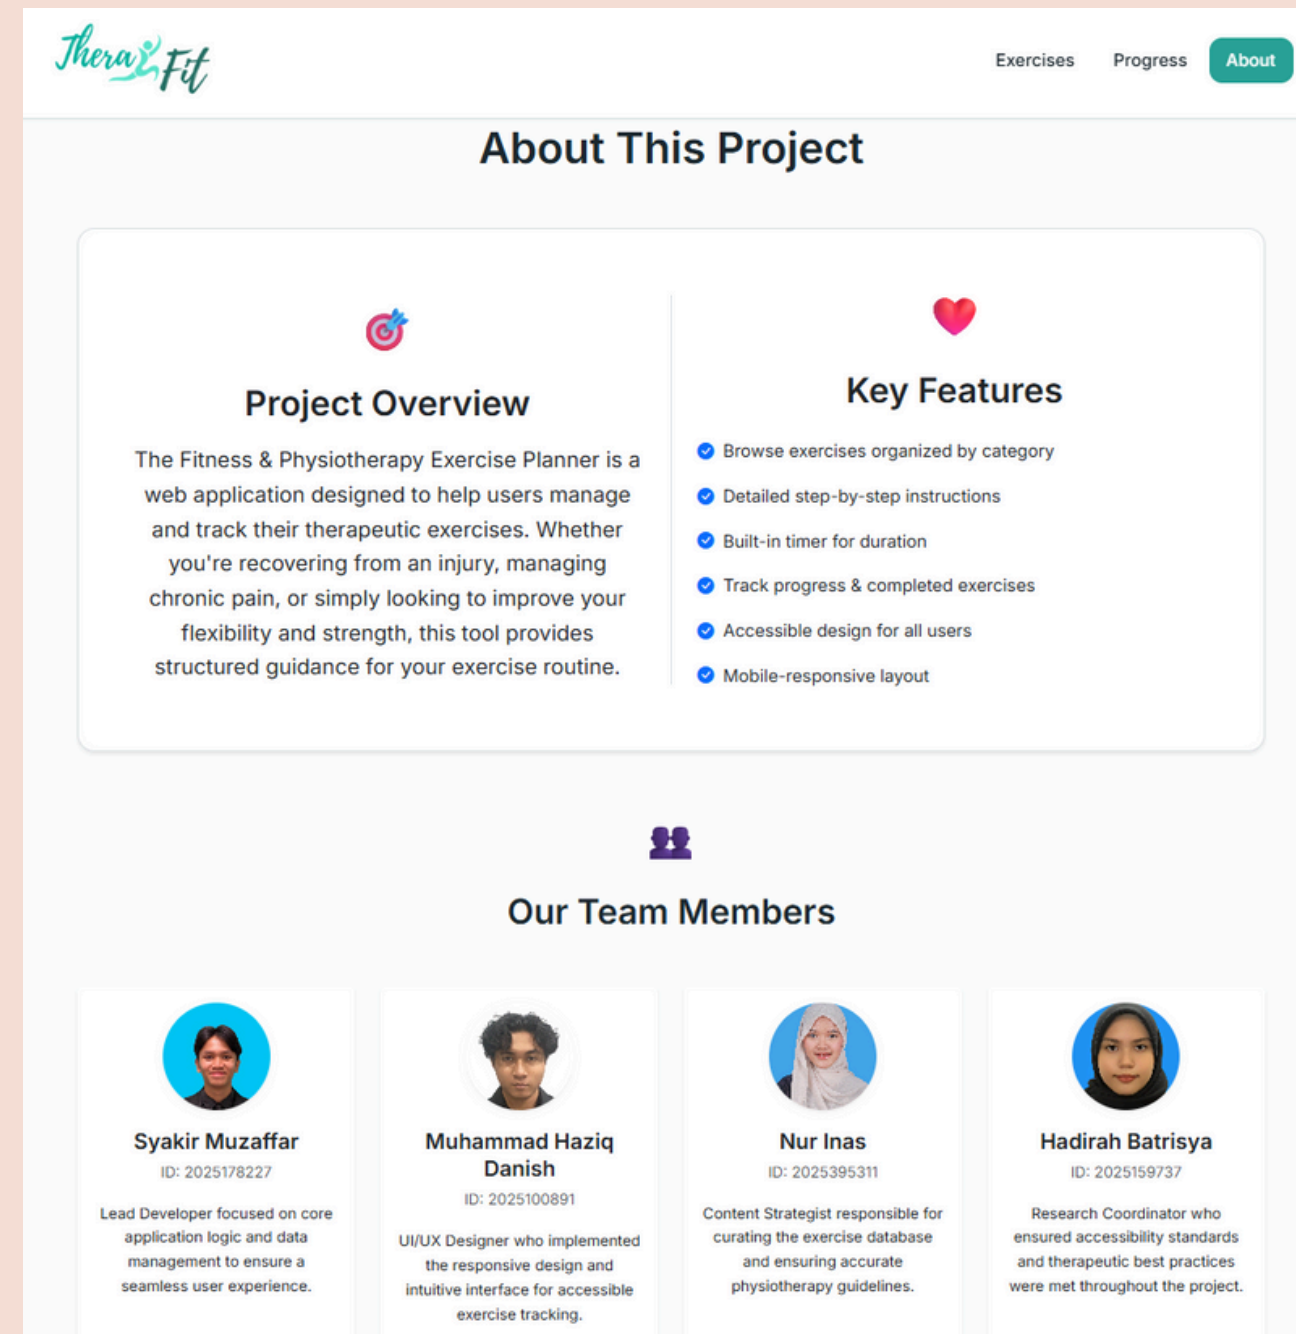 Thera Fit
Exercises Progress About
About This Project
Project Overview
The Fitness & Physiotherapy Exercise Planner is a
web application designed to help users manage
and track their therapeutic exercises. Whether
you're recovering from an injury, managing
chronic pain, or simply looking to improve your
flexibility and strength, this tool provides
structured guidance for your exercise routine.
Key Features
Browse exercises organized by category
Detailed step-by-step instructions
Built-in timer for duration
Track progress & completed exercises
Accessible design for all users
Mobile-responsive layout
Our Team Members
Syakir Muzaffar
ID: 2025178227
Lead Developer focused on core
application logic and data
management to ensure a
seamless user experience.
Muhammad Haziq
Danish
ID: 2025100891
UI/UX Designer who implemented
the responsive design and
intuitive interface for accessible
exercise tracking.
Nur Inas
ID: 2025395311
Content Strategist responsible for
curating the exercise database
and ensuring accurate
physiotherapy guidelines.
Hadirah Batrisya
ID: 2025159737
Research Coordinator who
ensured accessibility standards
and therapeutic best practices
were met throughout the project.